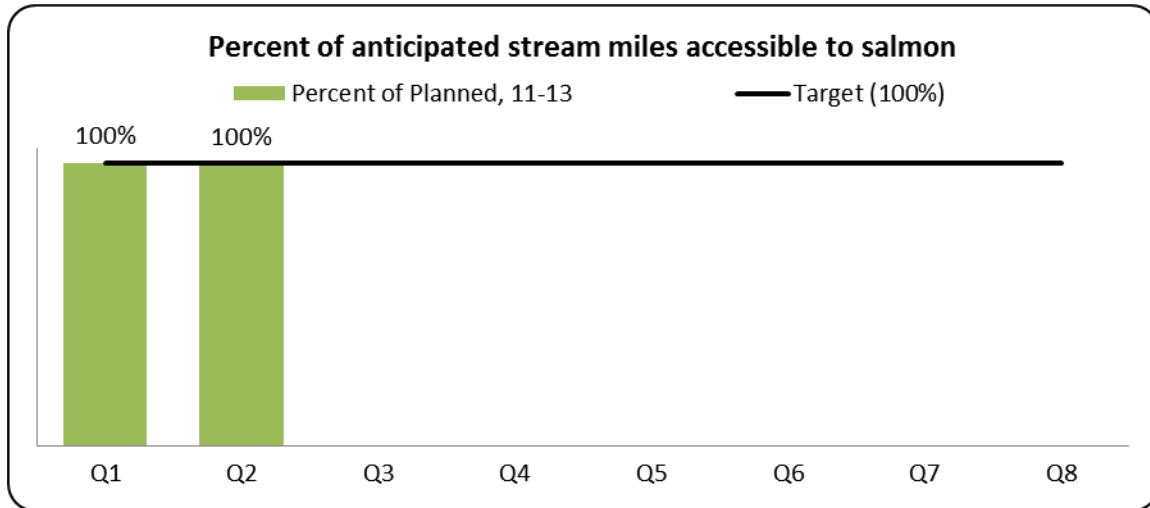 Percent of anticipated stream miles accessible to salmon
Percent of Planned, 11-13 Target (100%)
100% 100%
Q1 Q2 Q3 Q4 Q5 Q6 Q7 Q8